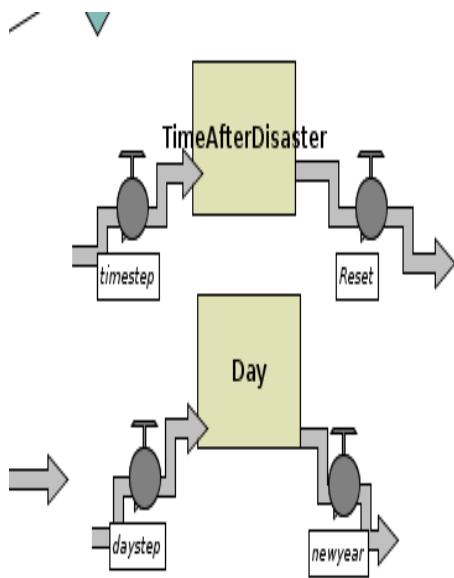 TimeAfterDisaster
timestep
Reset
Day
daystep
newyear